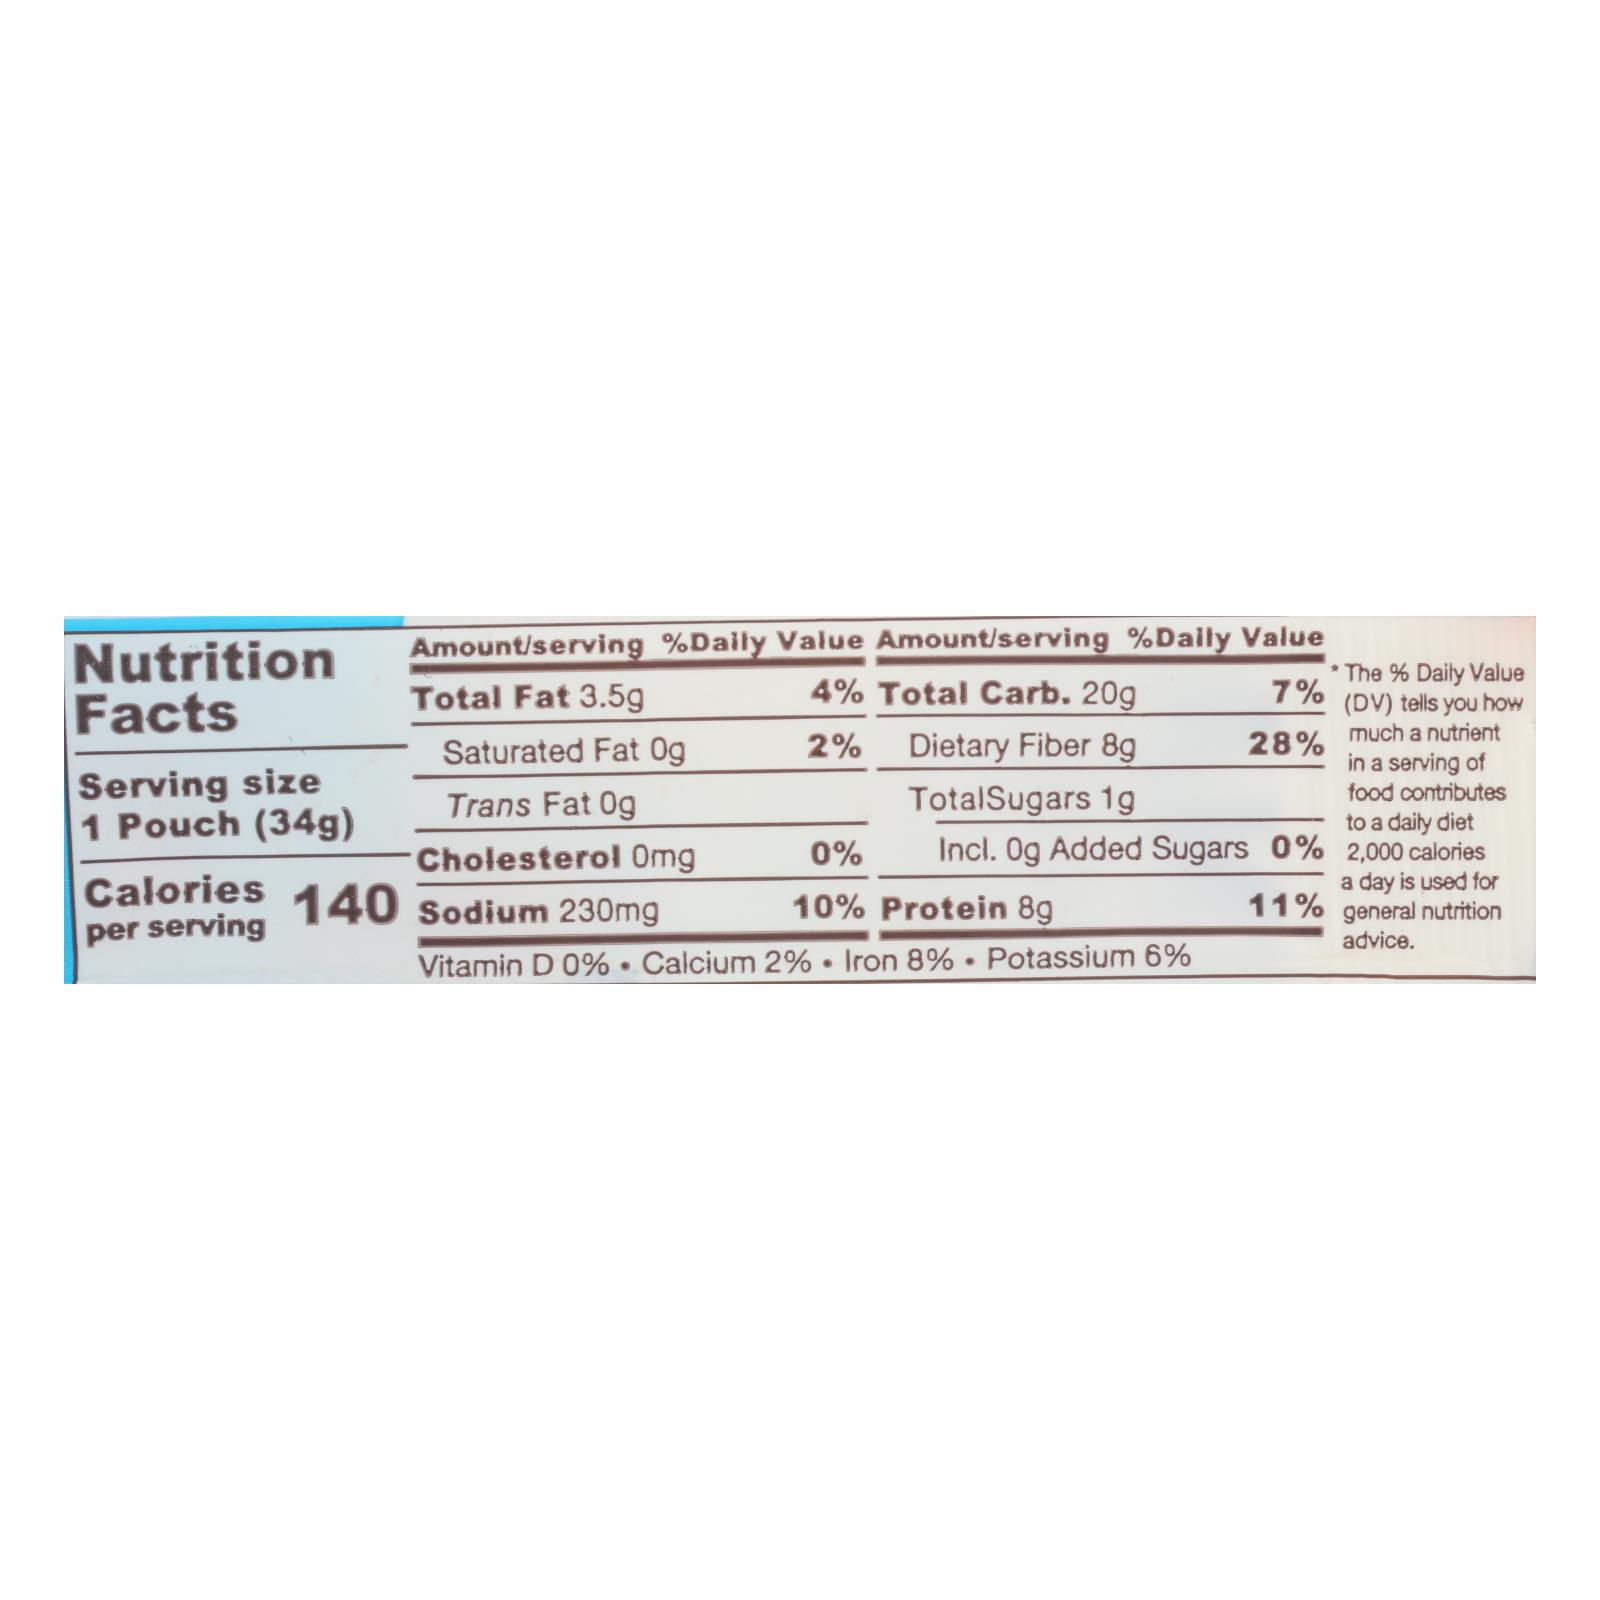 Nutrition
Facts
Serving size
1 Pouch (34g)
Calories 140
per serving
Amount/serving %Daily Value
Total Fat 3.5g 4%
Saturated Fat 0g 2%
Trans Fat 0g
Cholesterol 0mg 0%
Sodium 230mg 10%
Amount/serving %Daily Value
Total Carb. 20g 7%
Dietary Fiber 8g 28%
TotalSugars 1g
Incl. 0g Added Sugars 0%
Protein 8g 11%
Vitamin D 0% • Calcium 2% • Iron 8% • Potassium 6%
* The % Daily Value
(DV) tells you how
much a nutrient
in a serving of
food contributes
to a daily diet
2,000 calories
a day is used for
general nutrition
advice.